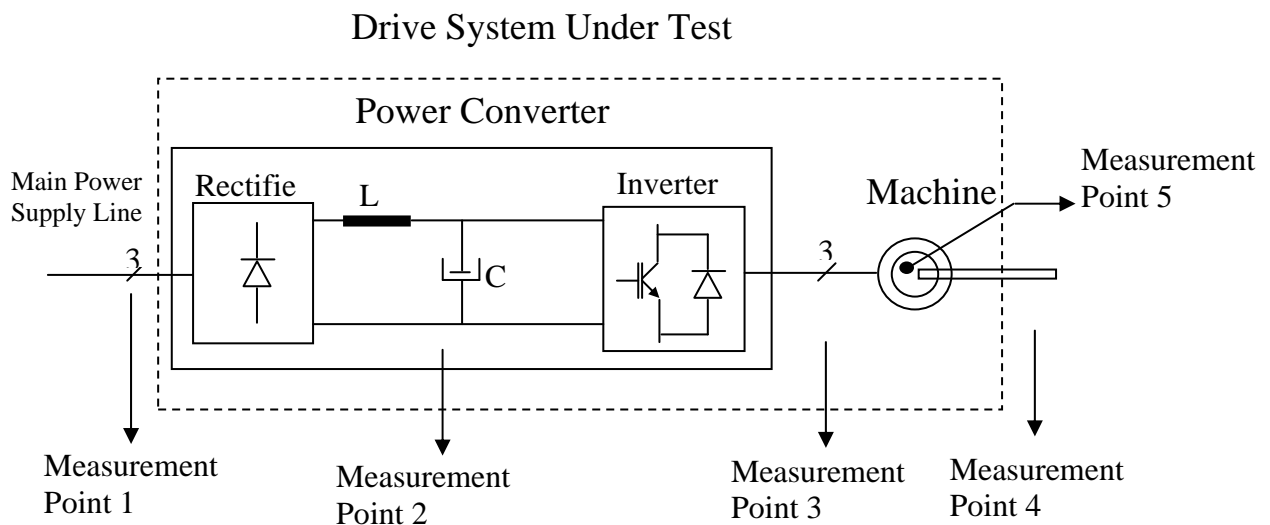 Drive System Under Test
Power Converter
Main Power
Supply Line
Rectifie
L
Inverter
Machine
Measurement
Point 5
3
C
3
Measurement
Point 1
Measurement
Point 2
Measurement
Point 3
Measurement
Point 4